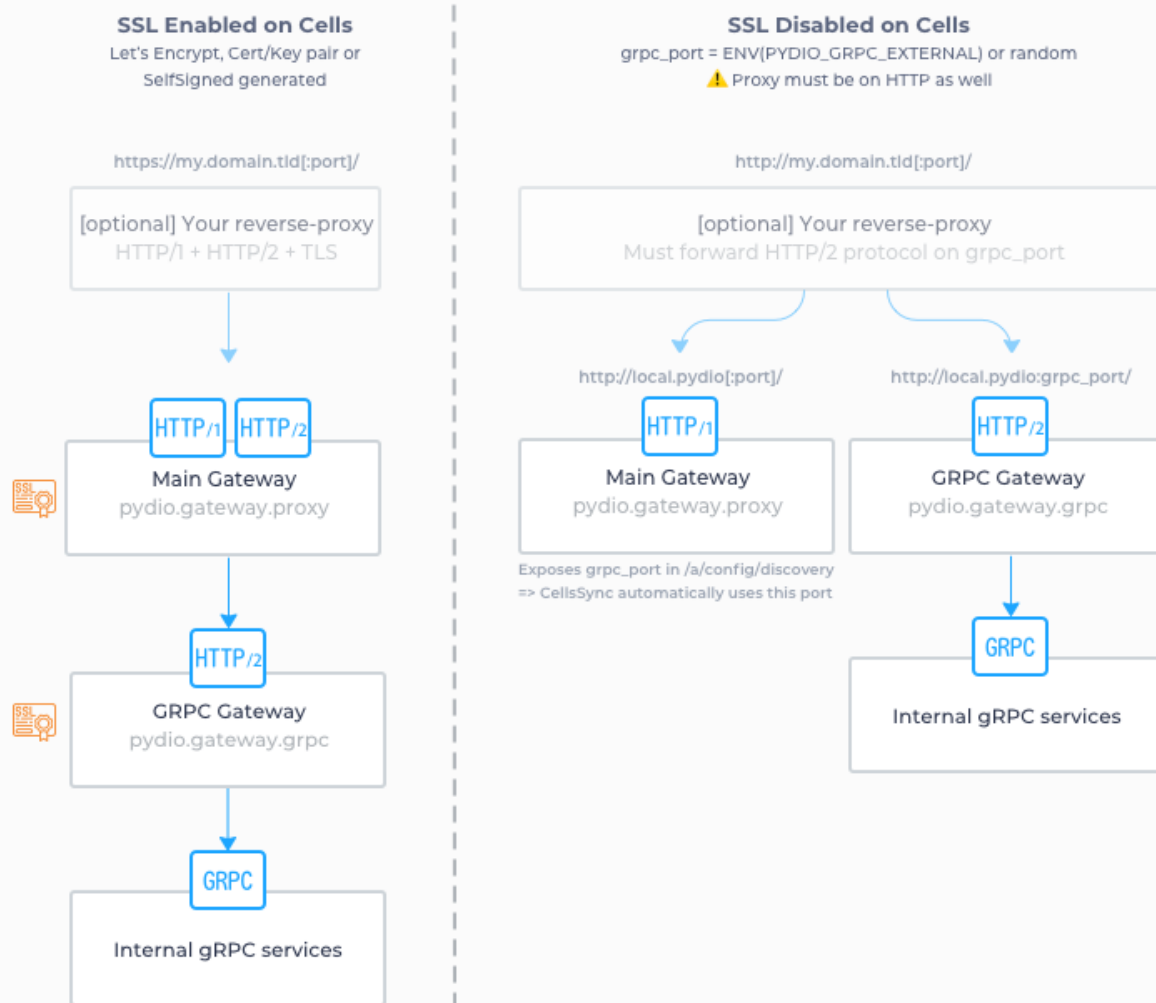 SSL Enabled on Cells
Let's Encrypt, Cert/Key pair or
SelfSigned generated
https://my.domain.tld[:port]/
[optional] Your reverse-proxy
HTTP/1 + HTTP/2 + TLS
HTTP/1 HTTP/2
SSL
Main Gateway
pydio.gateway.proxy
HTTP/2
SSL
GRPC Gateway
pydio.gateway.grpc
GRPC
Internal gRPC services
SSL Disabled on Cells
grpc_port = ENV(PYDIO_GRPC_EXTERNAL) or random
⚠ Proxy must be on HTTP as well
http://my.domain.tld[:port]/
[optional] Your reverse-proxy
Must forward HTTP/2 protocol on grpc_port
http://local.pydio[:port]/
HTTP/1
Main Gateway
pydio.gateway.proxy
Exposes grpc_port in /a/config/discovery
=> CellsSync automatically uses this port
http://local.pydio:grpc_port/
HTTP/2
GRPC Gateway
pydio.gateway.grpc
GRPC
Internal gRPC services